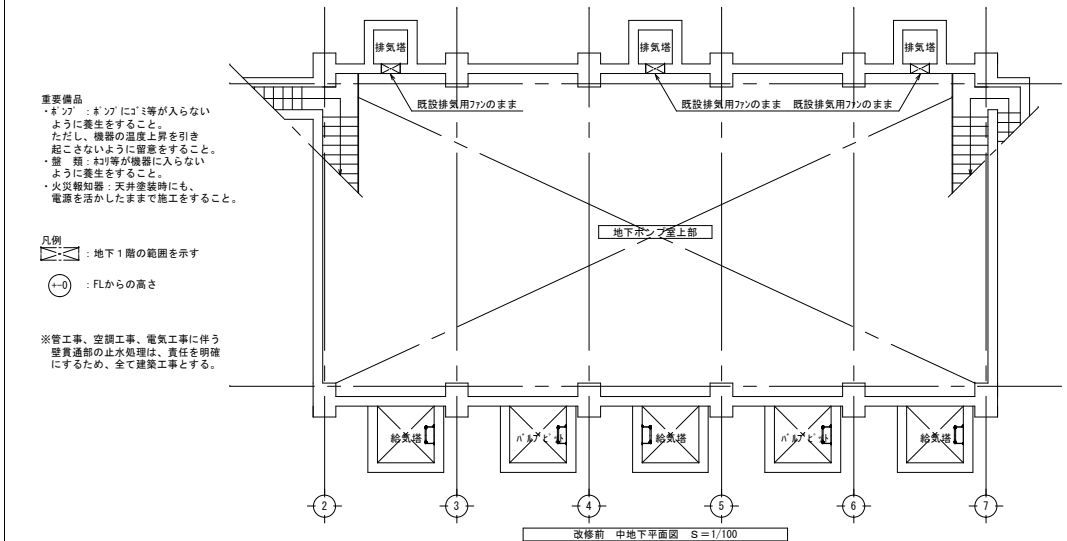 排気塔
排気塔
排気塔
既設排気用ファンのまま
既設排気用ファンのまま
既設排気用ファンのまま
重要備品
・ポンプ：ポンプにゴミ等が入らない
ように養生をすること。
ただし、機器の温度上昇を引き
起こさないように留意をすること。
・盤　類：ホコリ等が機器に入らない
ように養生をすること。
・火災報知器：天井塗装時にも、
電源を活かしたままで施工をすること。
凡例
：地下１階の範囲を示す
+-0
：FLからの高さ
※管工事、空調工事、電気工事に伴う
壁貫通部の止水処理は、責任を明確
にするため、全て建築工事とする。
地下ポンプ室上部
給気塔
バルブピット
給気塔
バルブピット
給気塔
2
3
4
5
6
7
改修前　中地下平面図　Ｓ＝1/100